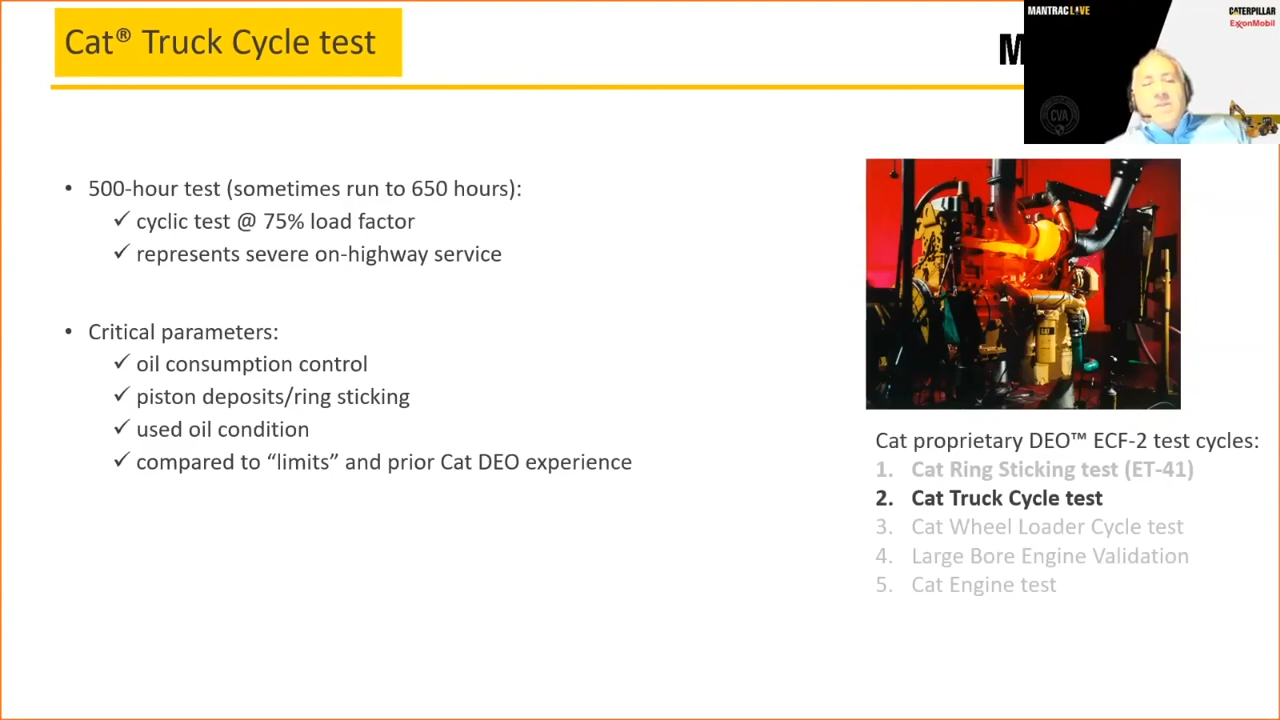 Cat® Truck Cycle test
M
MANTRAC LIVE
CATERPILLAR
ExxonMobil
CVA
• 500-hour test (sometimes run to 650 hours):
✓ cyclic test @ 75% load factor
✓ represents severe on-highway service
• Critical parameters:
✓ oil consumption control
✓ piston deposits/ring sticking
✓ used oil condition
✓ compared to “limits” and prior Cat DEO experience
CAT
Cat proprietary DEO™ ECF-2 test cycles:
1. Cat Ring Sticking test (ET-41)
2. Cat Truck Cycle test
3. Cat Wheel Loader Cycle test
4. Large Bore Engine Validation
5. Cat Engine test